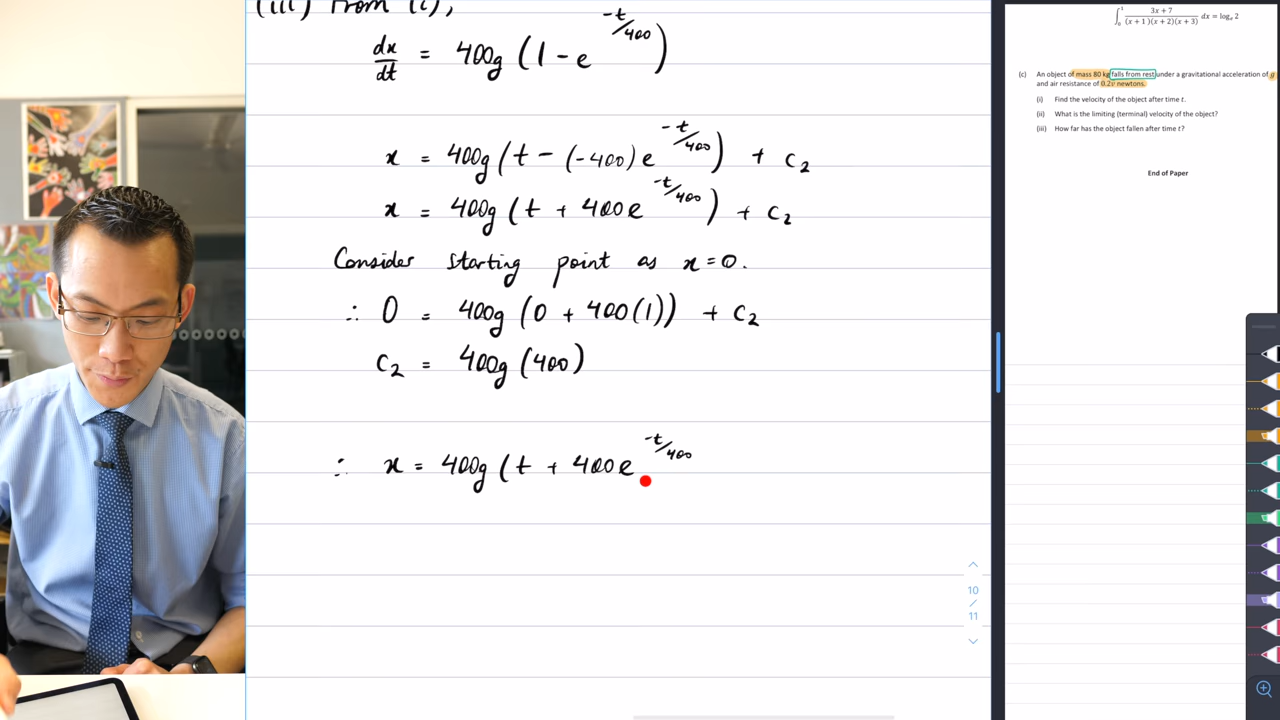 (iii) From (i),
dx/dt = 400g (1 - e^(-t/400))
x = 400g (t - (-400) e^(-t/400)) + c₂
x = 400g (t + 400e^(-t/400)) + c₂
Consider starting point as x = 0.
∴ 0 = 400g (0 + 400(1)) + c₂
c₂ = 400g (400)
∴ x = 400g (t + 400e^(-t/400)
10
/
11
∫₀¹ (3x + 7)/((x + 1)(x + 2)(x + 3)) dx = logₑ 2
(c) An object of mass 80 kg falls from rest under a gravitational acceleration of g
and air resistance of 0.2v newtons.
(i) Find the velocity of the object after time t.
(ii) What is the limiting (terminal) velocity of the object?
(iii) How far has the object fallen after time t?
End of Paper